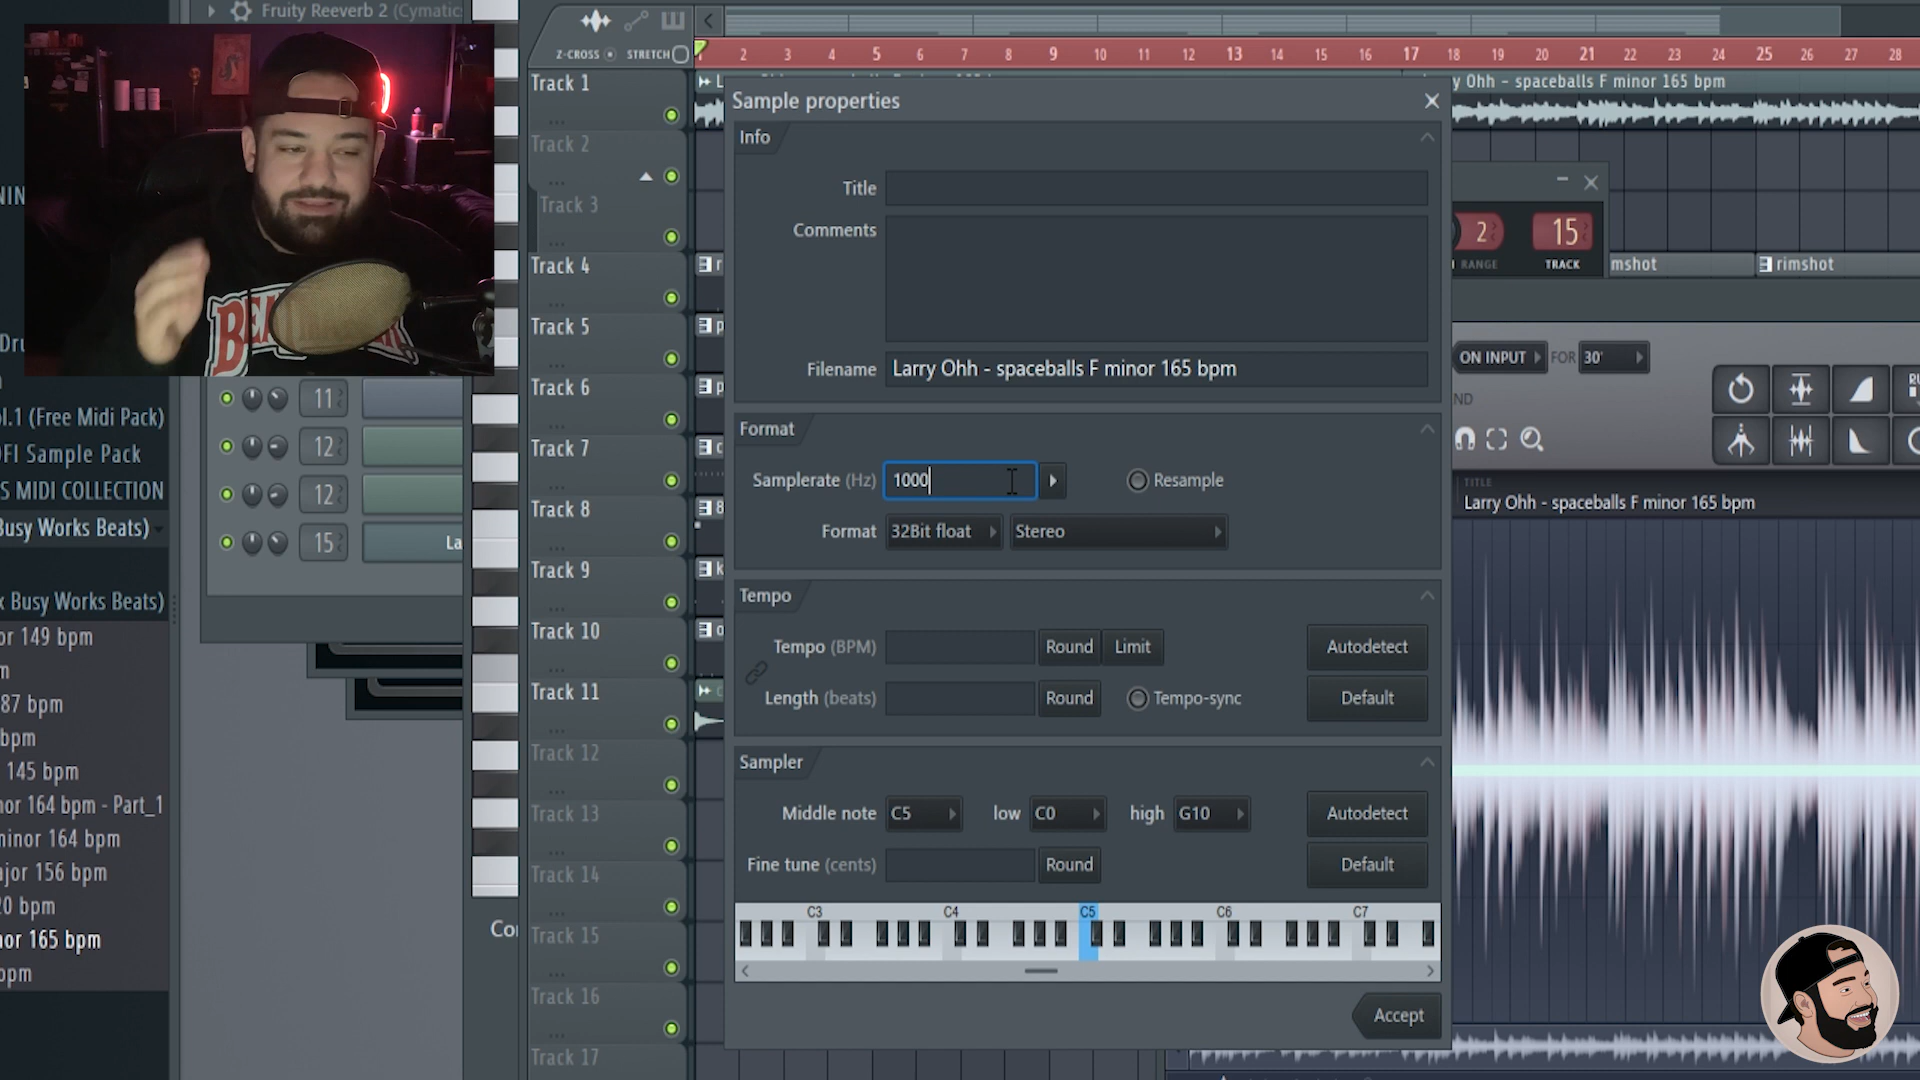 Fruity Reeverb 2 (Cymatic
Z-CROSS STRETCH
2 3 4 5 6 7 8 9 10 11 12 13 14 15 16 17 18 19 20 21 22 23 24 25 26 27 28
Track 1
y Ohh - spaceballs F minor 165 bpm
Sample properties
Info
Track 2
Title
Track 3
Comments
2 15
RANGE TRACK
Track 4
mshot rimshot
Track 5
ON INPUT FOR 30'
Filename Larry Ohh - spaceballs F minor 165 bpm
Track 6
11
ol.1 (Free Midi Pack)
Format
Track 7
12
OFI Sample Pack
Samplerate (Hz) 1000 Resample
S MIDI COLLECTION
12
TITLE
Larry Ohh - spaceballs F minor 165 bpm
Track 8
Busy Works Beats)
Format 32Bit float Stereo
15 La
Track 9
Tempo
x Busy Works Beats)
or 149 bpm
Track 10
Tempo (BPM) Round Limit Autodetect
Track 11
87 bpm
Length (beats) Round Tempo-sync Default
bpm
Track 12
Sampler
145 bpm
nor 164 bpm - Part_1
Track 13
Middle note C5 low C0 high G10 Autodetect
minor 164 bpm
Track 14
ajor 156 bpm
Fine tune (cents) Round Default
20 bpm
C3 C4 C5 C6 C7
Track 15
nor 165 bpm
Cor
bpm
Track 16
Accept
Track 17